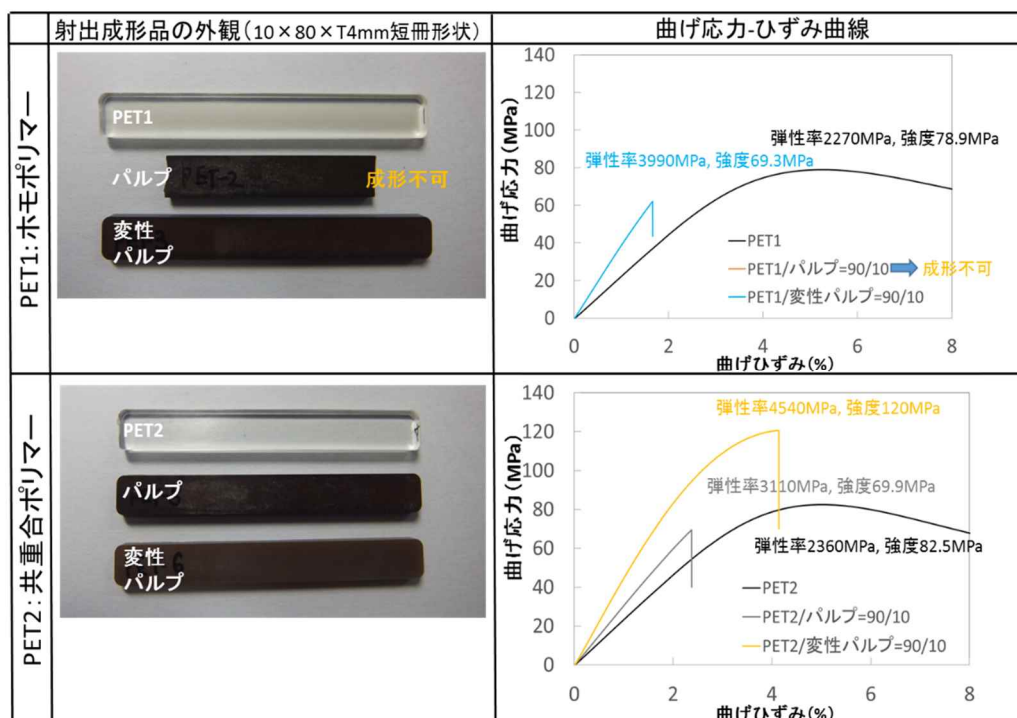 射出成形品の外観(10×80×T4mm短冊形状)
曲げ応力-ひずみ曲線
PET1:ホモポリマー
PET1
パルプ
PET-2
成形不可
変性
パルプ
曲げ応力(MPa)
140
120
100
80
60
40
20
0
弾性率2270MPa, 強度78.9MPa
弾性率3990MPa, 強度69.3MPa
PET1
PET1/パルプ=90/10
成形不可
PET1/変性パルプ=90/10
0 2 4 6 8
曲げひずみ(%)
PET2:共重合ポリマー
PET2
パルプ
変性
パルプ
6
曲げ応力(MPa)
140
120
100
80
60
40
20
0
弾性率4540MPa, 強度120MPa
弾性率3110MPa, 強度69.9MPa
弾性率2360MPa, 強度82.5MPa
PET2
PET2/パルプ=90/10
PET2/変性パルプ=90/10
0 2 4 6 8
曲げひずみ(%)